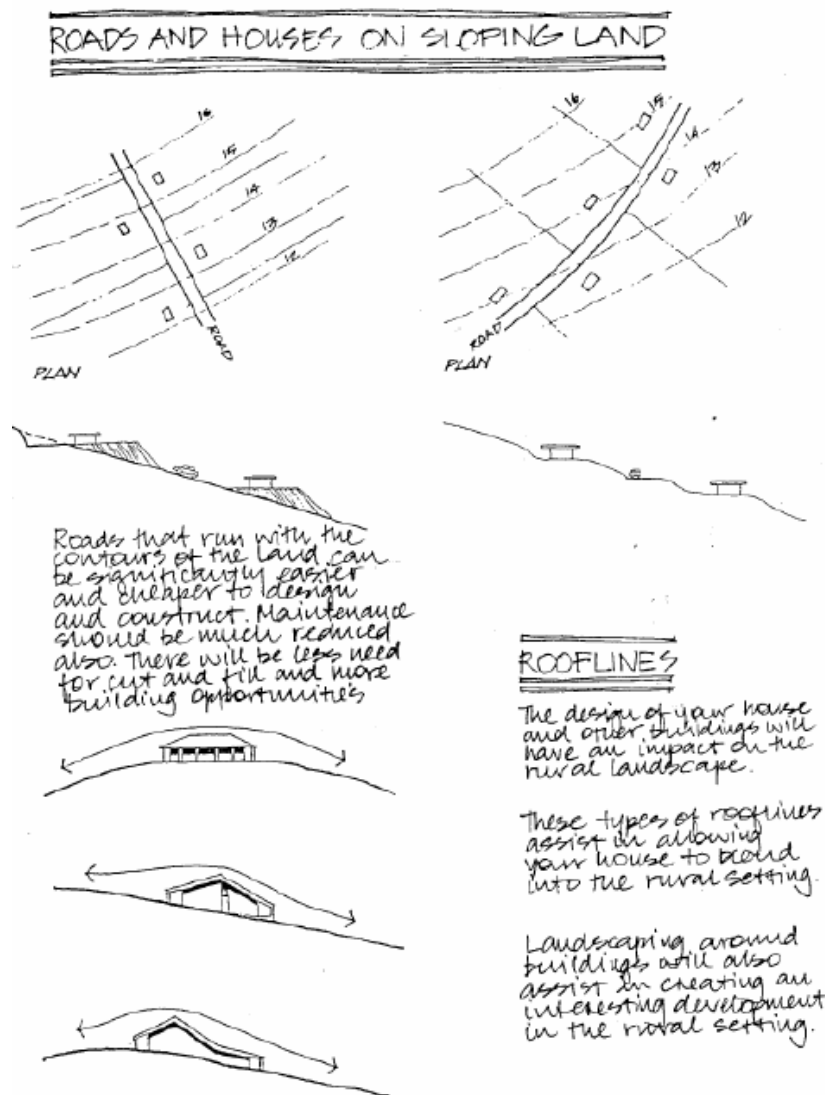 ROADS AND HOUSES ON SLOPING LAND
16
15
14
13
12
ROAD
PLAN
16
15
14
13
12
ROAD
PLAN
Roads that run with the
contours of the land can
be significantly easier
and cheaper to design
and construct. Maintenance
should be much reduced
also. There will be less need
for cut and fill and more
building opportunities
ROOFLINES
The design of your house
and other buildings will
have an impact on the
rural landscape.
These types of rooflines
assist in allowing
your house to blend
into the rural setting.
Landscaping around
buildings will also
assist in creating an
interesting development
in the rural setting.